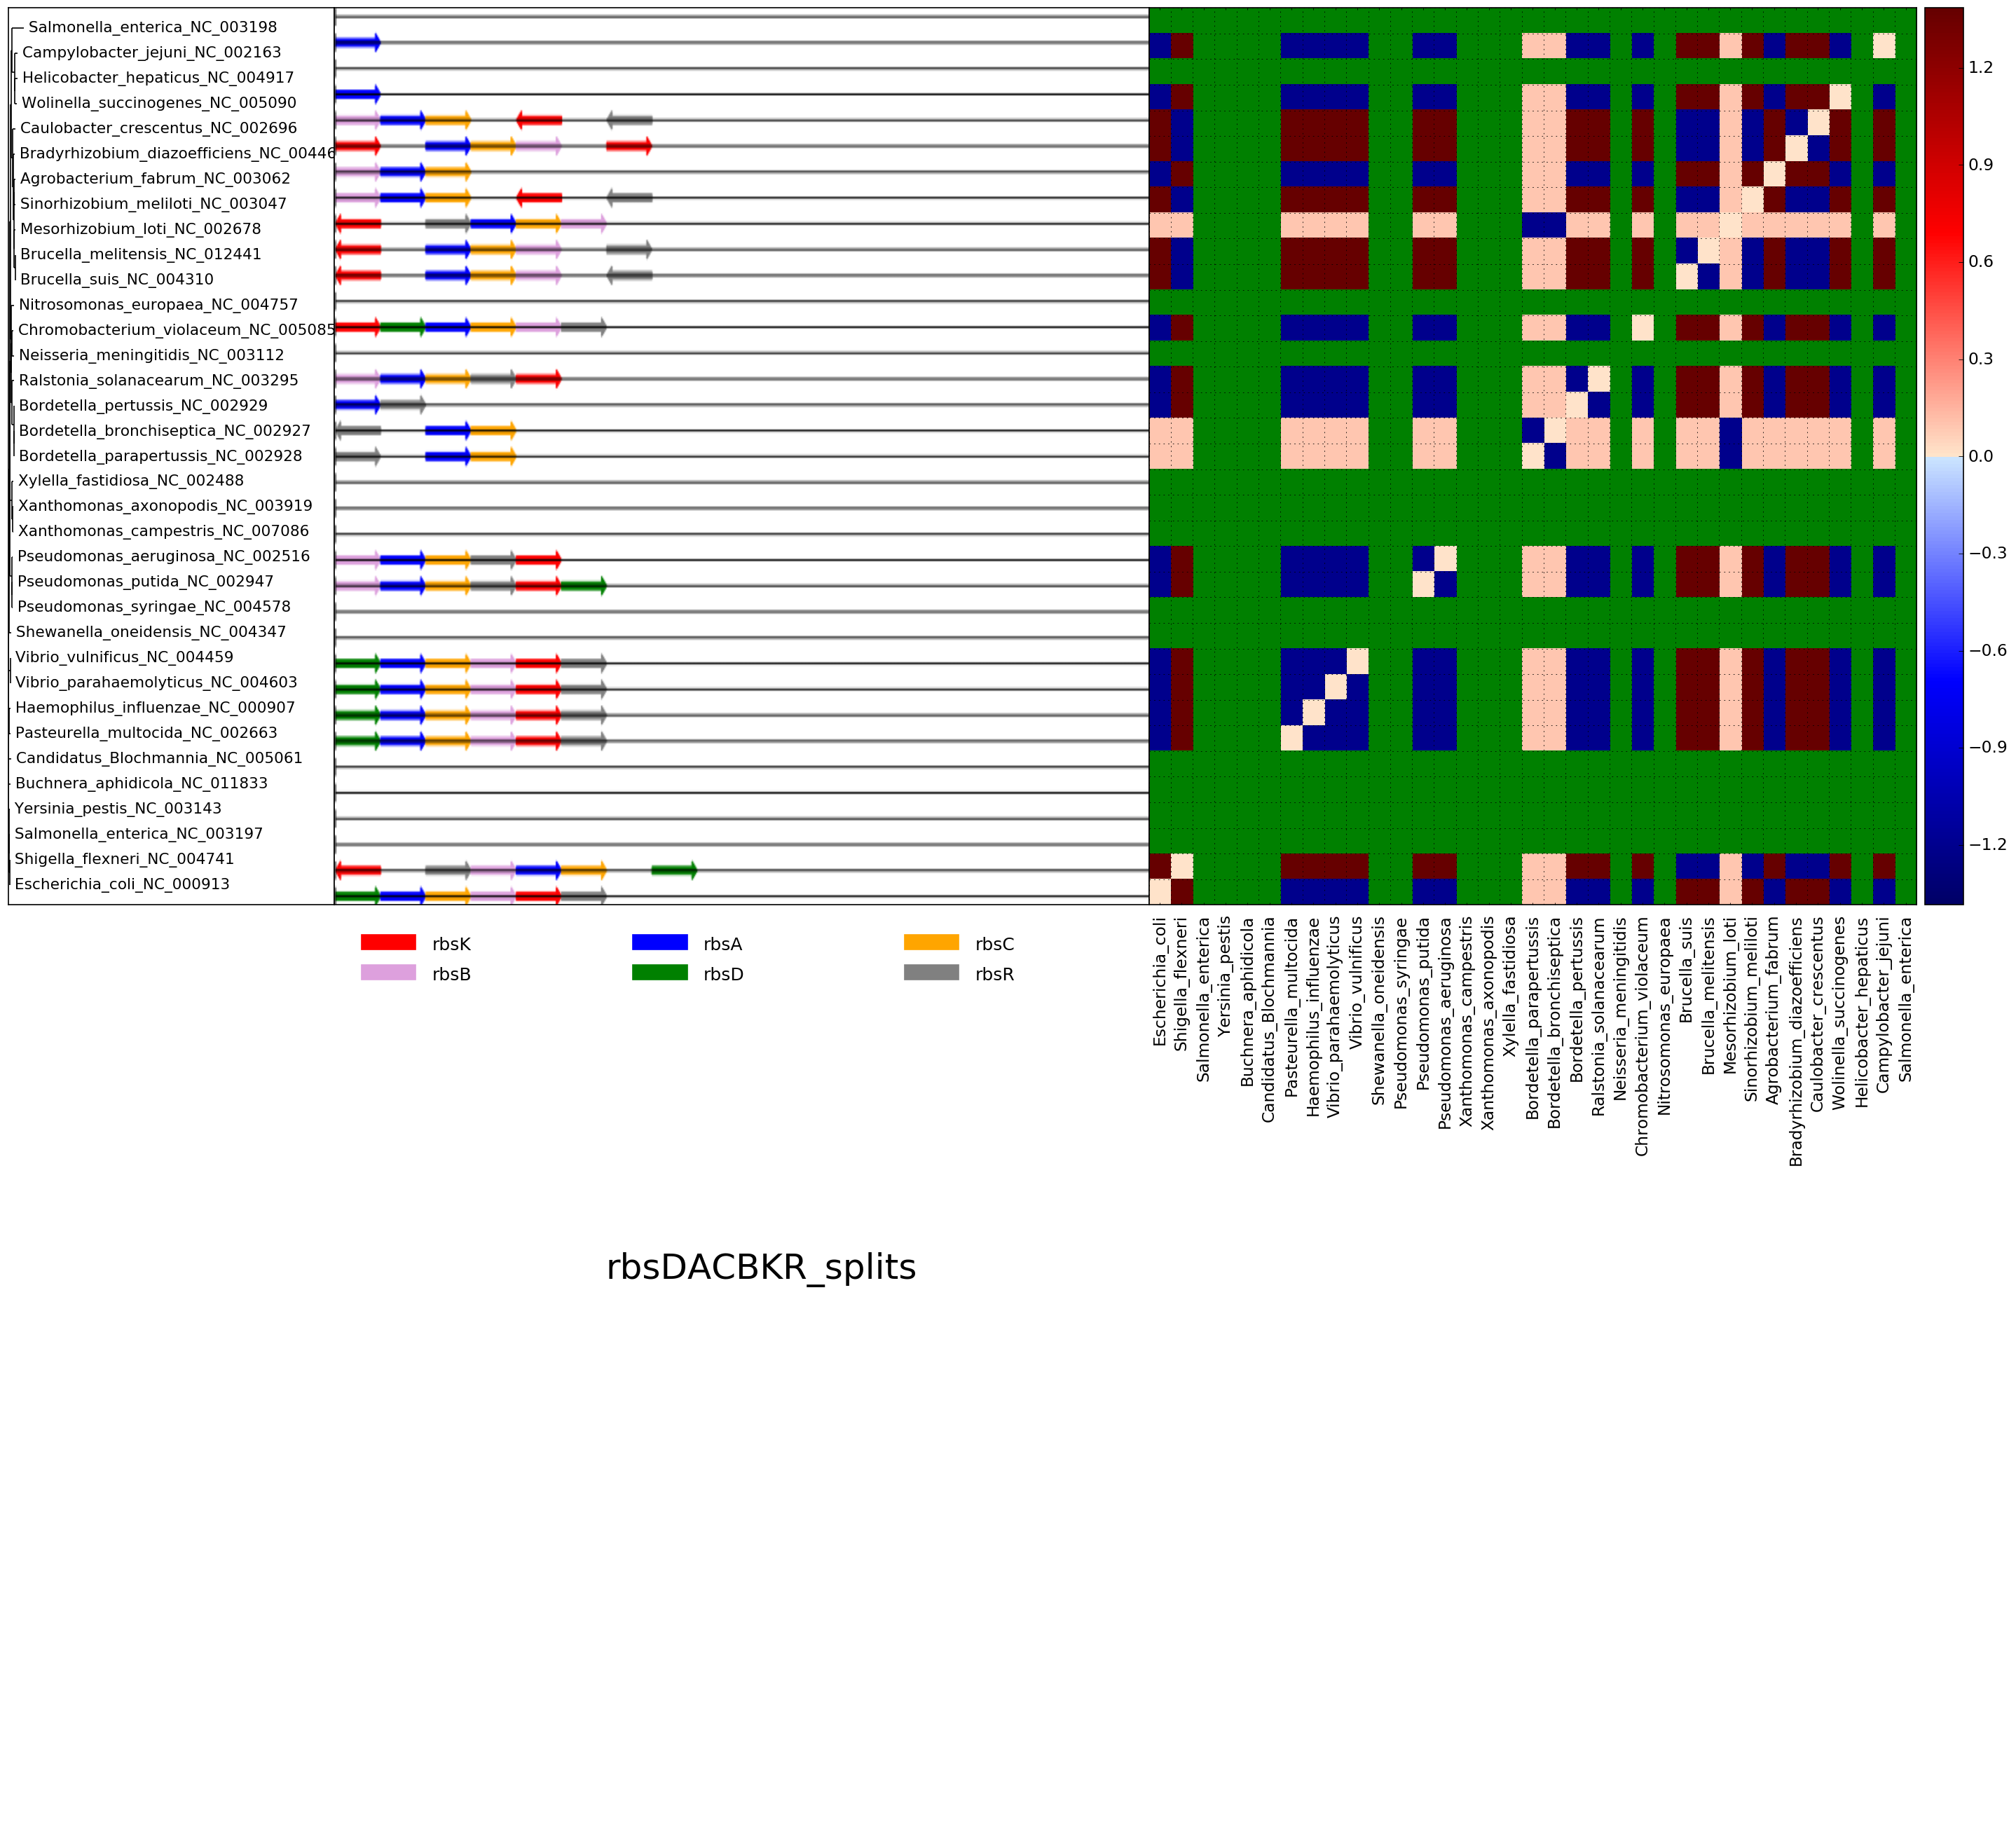 Salmonella_enterica_NC_003198
Campylobacter_jejuni_NC_002163
Helicobacter_hepaticus_NC_004917
Wolinella_succinogenes_NC_005090
Caulobacter_crescentus_NC_002696
Bradyrhizobium_diazoefficiens_NC_00446
Agrobacterium_fabrum_NC_003062
Sinorhizobium_meliloti_NC_003047
Mesorhizobium_loti_NC_002678
Brucella_melitensis_NC_012441
Brucella_suis_NC_004310
Nitrosomonas_europaea_NC_004757
Chromobacterium_violaceum_NC_005085
Neisseria_meningitidis_NC_003112
Ralstonia_solanacearum_NC_003295
Bordetella_pertussis_NC_002929
Bordetella_bronchiseptica_NC_002927
Bordetella_parapertussis_NC_002928
Xylella_fastidiosa_NC_002488
Xanthomonas_axonopodis_NC_003919
Xanthomonas_campestris_NC_007086
Pseudomonas_aeruginosa_NC_002516
Pseudomonas_putida_NC_002947
Pseudomonas_syringae_NC_004578
Shewanella_oneidensis_NC_004347
Vibrio_vulnificus_NC_004459
Vibrio_parahaemolyticus_NC_004603
Haemophilus_influenzae_NC_000907
Pasteurella_multocida_NC_002663
Candidatus_Blochmannia_NC_005061
Buchnera_aphidicola_NC_011833
Yersinia_pestis_NC_003143
Salmonella_enterica_NC_003197
Shigella_flexneri_NC_004741
Escherichia_coli_NC_000913
1.2
0.9
0.6
0.3
0.0
−0.3
−0.6
−0.9
−1.2
rbsK
rbsA
rbsC
rbsB
rbsD
rbsR
Escherichia_coli
Shigella_flexneri
Salmonella_enterica
Yersinia_pestis
Buchnera_aphidicola
Candidatus_Blochmannia
Pasteurella_multocida
Haemophilus_influenzae
Vibrio_parahaemolyticus
Vibrio_vulnificus
Shewanella_oneidensis
Pseudomonas_syringae
Pseudomonas_putida
Pseudomonas_aeruginosa
Xanthomonas_campestris
Xanthomonas_axonopodis
Xylella_fastidiosa
Bordetella_parapertussis
Bordetella_bronchiseptica
Bordetella_pertussis
Ralstonia_solanacearum
Neisseria_meningitidis
Chromobacterium_violaceum
Nitrosomonas_europaea
Brucella_suis
Brucella_melitensis
Mesorhizobium_loti
Sinorhizobium_meliloti
Agrobacterium_fabrum
Bradyrhizobium_diazoefficiens
Caulobacter_crescentus
Wolinella_succinogenes
Helicobacter_hepaticus
Campylobacter_jejuni
Salmonella_enterica
rbsDACBKR_splits